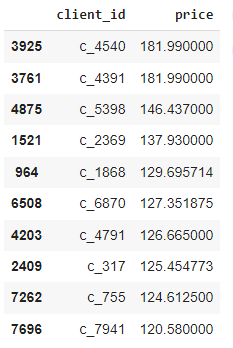 client_id price
3925 c_4540 181.990000
3761 c_4391 181.990000
4875 c_5398 146.437000
1521 c_2369 137.930000
964 c_1868 129.695714
6508 c_6870 127.351875
4203 c_4791 126.665000
2409 c_317 125.454773
7262 c_755 124.612500
7696 c_7941 120.580000